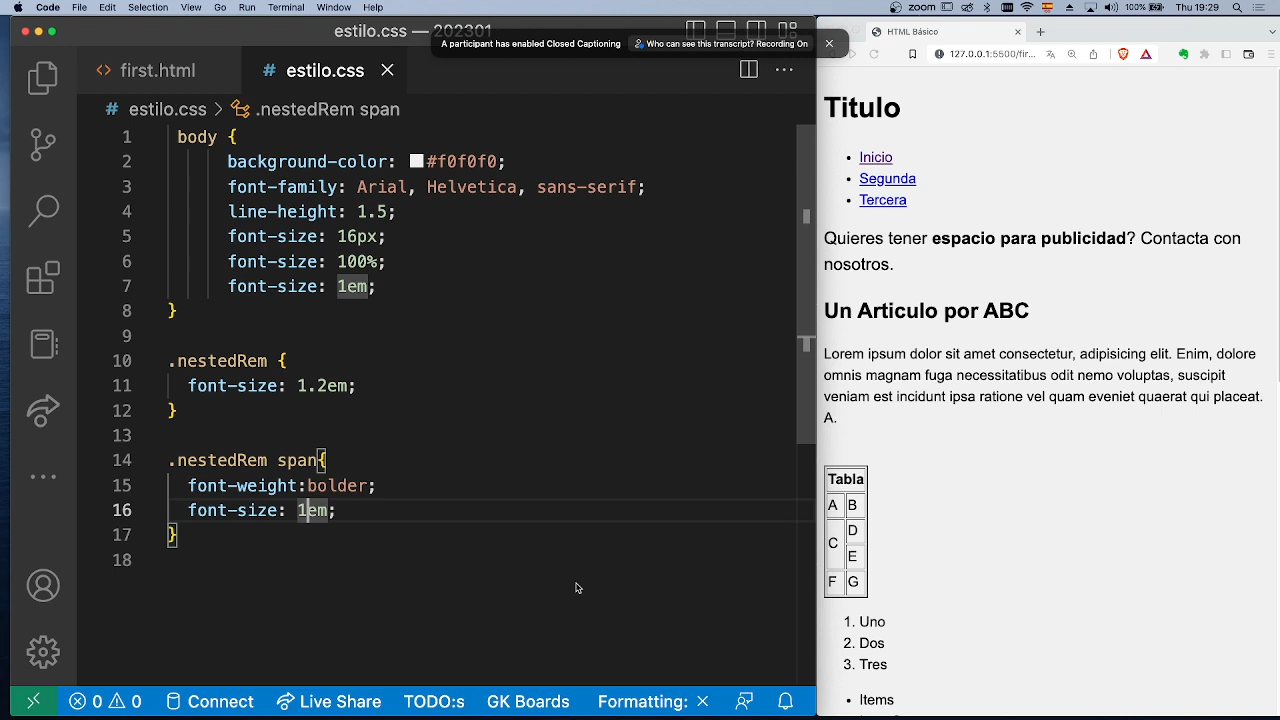 Code File Edit Selection View Go Run Terminal Window Help zoom 100% Thu 19:29
estilo.css — 202301
A participant has enabled Closed Captioning Who can see this transcript? Recording On
first.html estilo.css
estilo.css > .nestedRem span
1 body {
2 background-color: #f0f0f0;
3 font-family: Arial, Helvetica, sans-serif;
4 line-height: 1.5;
5 font-size: 16px;
6 font-size: 100%;
7 font-size: 1em;
8 }
9
10 .nestedRem {
11 font-size: 1.2em;
12 }
13
14 .nestedRem span{
15 font-weight:bolder;
16 font-size: 1em;
17 }
18
0 0 Connect Live Share TODO:s GK Boards Formatting: ×
HTML Básico
127.0.0.1:5500/fir...
Titulo
• Inicio
• Segunda
• Tercera
Quieres tener espacio para publicidad? Contacta con
nosotros.
Un Articulo por ABC
Lorem ipsum dolor sit amet consectetur, adipisicing elit. Enim, dolore
omnis magnam fuga necessitatibus odit nemo voluptas, suscipit
veniam est incidunt ipsa ratione vel quam eveniet quaerat qui placeat.
A.
Tabla
A B
C D
E
F G
1. Uno
2. Dos
3. Tres
• Items